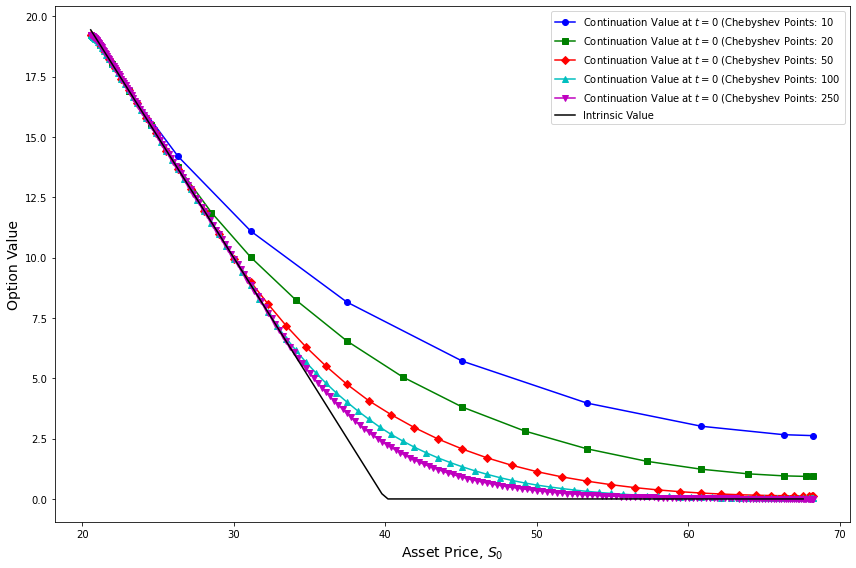 20.0
17.5
15.0
12.5
10.0
7.5
5.0
2.5
0.0
Option Value
20
30
40
50
60
70
Asset Price, $S_0$
Continuation Value at $t = 0$ (Chebyshev Points: 10
Continuation Value at $t = 0$ (Chebyshev Points: 20
Continuation Value at $t = 0$ (Chebyshev Points: 50
Continuation Value at $t = 0$ (Chebyshev Points: 100
Continuation Value at $t = 0$ (Chebyshev Points: 250
Intrinsic Value